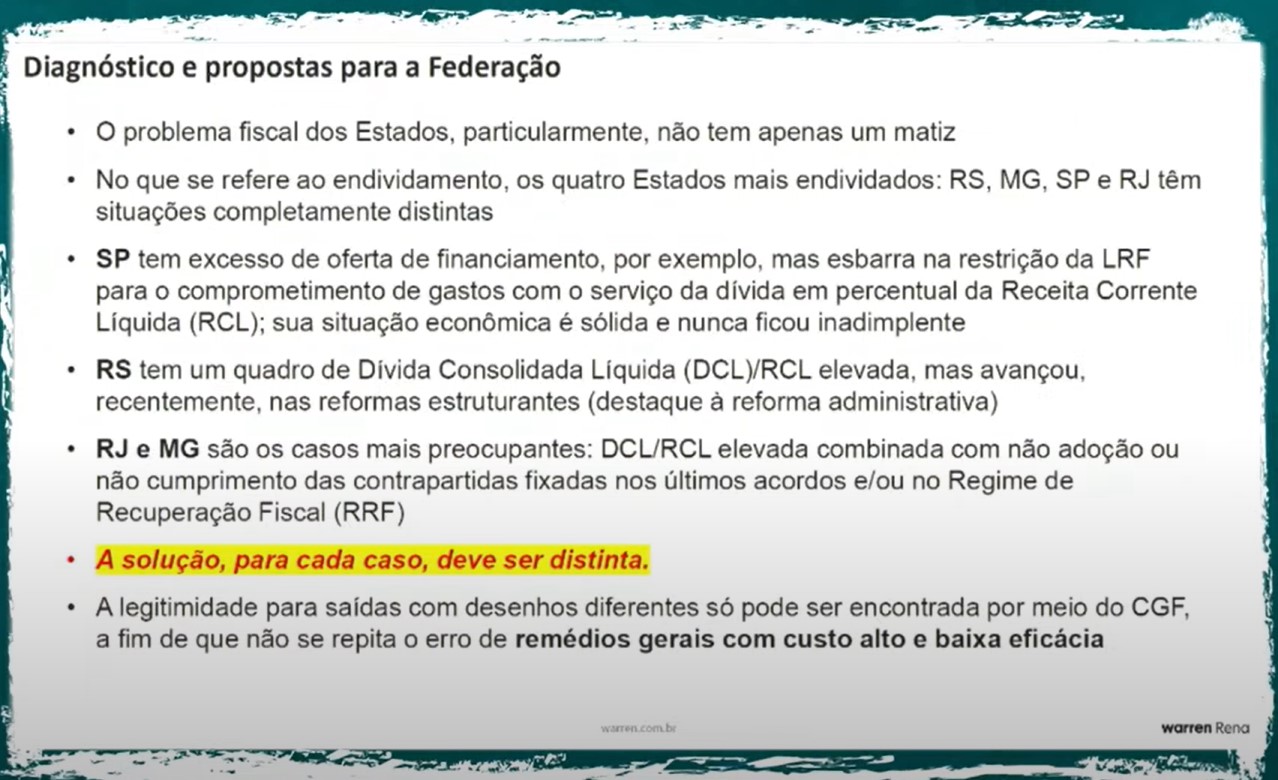 Diagnóstico e propostas para a Federação
• O problema fiscal dos Estados, particularmente, não tem apenas um matiz
• No que se refere ao endividamento, os quatro Estados mais endividados: RS, MG, SP e RJ têm
situações completamente distintas
• SP tem excesso de oferta de financiamento, por exemplo, mas esbarra na restrição da LRF
para o comprometimento de gastos com o serviço da dívida em percentual da Receita Corrente
Líquida (RCL); sua situação econômica é sólida e nunca ficou inadimplente
• RS tem um quadro de Dívida Consolidada Líquida (DCL)/RCL elevada, mas avançou,
recentemente, nas reformas estruturantes (destaque à reforma administrativa)
• RJ e MG são os casos mais preocupantes: DCL/RCL elevada combinada com não adoção ou
não cumprimento das contrapartidas fixadas nos últimos acordos e/ou no Regime de
Recuperação Fiscal (RRF)
• A solução, para cada caso, deve ser distinta.
• A legitimidade para saídas com desenhos diferentes só pode ser encontrada por meio do CGF,
a fim de que não se repita o erro de remédios gerais com custo alto e baixa eficácia
warren.com.br
warren Rena